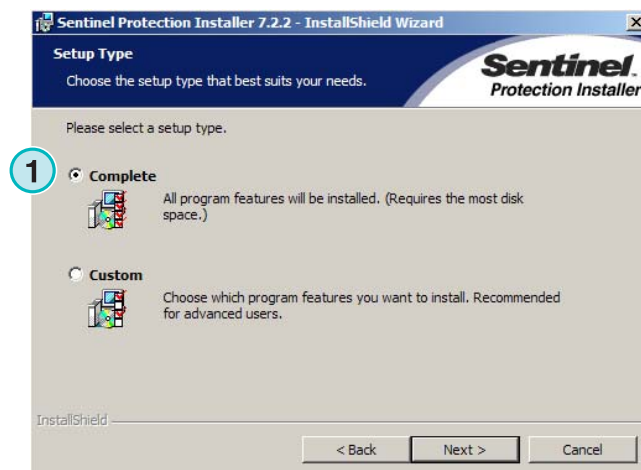 Sentinel Protection Installer 7.2.2 - InstallShield Wizard
Setup Type
Choose the setup type that best suits your needs.
Sentinel.
Protection Installer
Please select a setup type.
1
Complete
All program features will be installed. (Requires the most disk
space.)
Custom
Choose which program features you want to install. Recommended
for advanced users.
InstallShield
< Back Next > Cancel